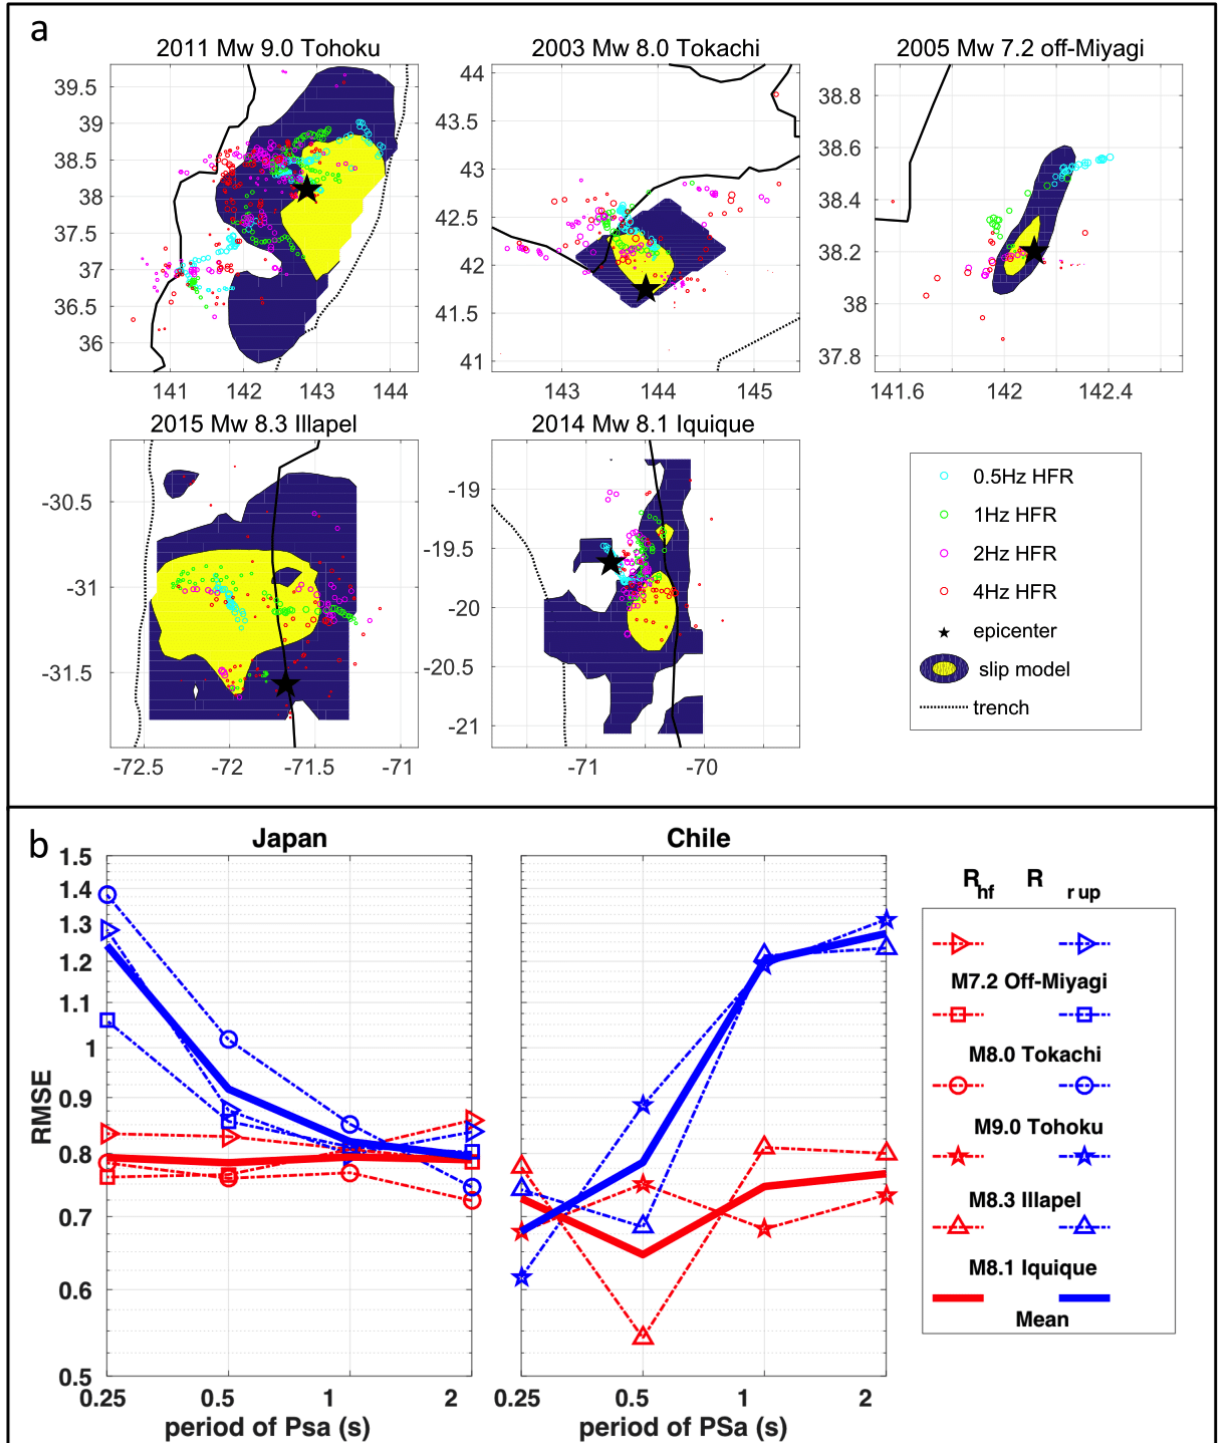 a
2011 Mw 9.0 Tohoku
39.5
39
38.5
38
37.5
37
36.5
36
141 142 143 144
2003 Mw 8.0 Tokachi
44
43.5
43
42.5
42
41.5
41
143 144 145
2005 Mw 7.2 off-Miyagi
38.8
38.6
38.4
38.2
38
37.8
141.6 142 142.4
2015 Mw 8.3 Illapel
-30.5
-31
-31.5
-72.5 -72 -71.5 -71
2014 Mw 8.1 Iquique
-19
-19.5
-20
-20.5
-21
-71 -70
0.5Hz HFR
1Hz HFR
2Hz HFR
4Hz HFR
epicenter
slip model
trench
b
Japan
1.5
1.4
1.3
1.2
1.1
1
0.9
0.8
0.7
0.6
0.5
RMSE
0.25 0.5 1 2
period of Psa (s)
Chile
0.25 0.5 1 2
period of PSa (s)
R hf R r up
M7.2 Off-Miyagi
M8.0 Tokachi
M9.0 Tohoku
M8.3 Illapel
M8.1 Iquique
Mean